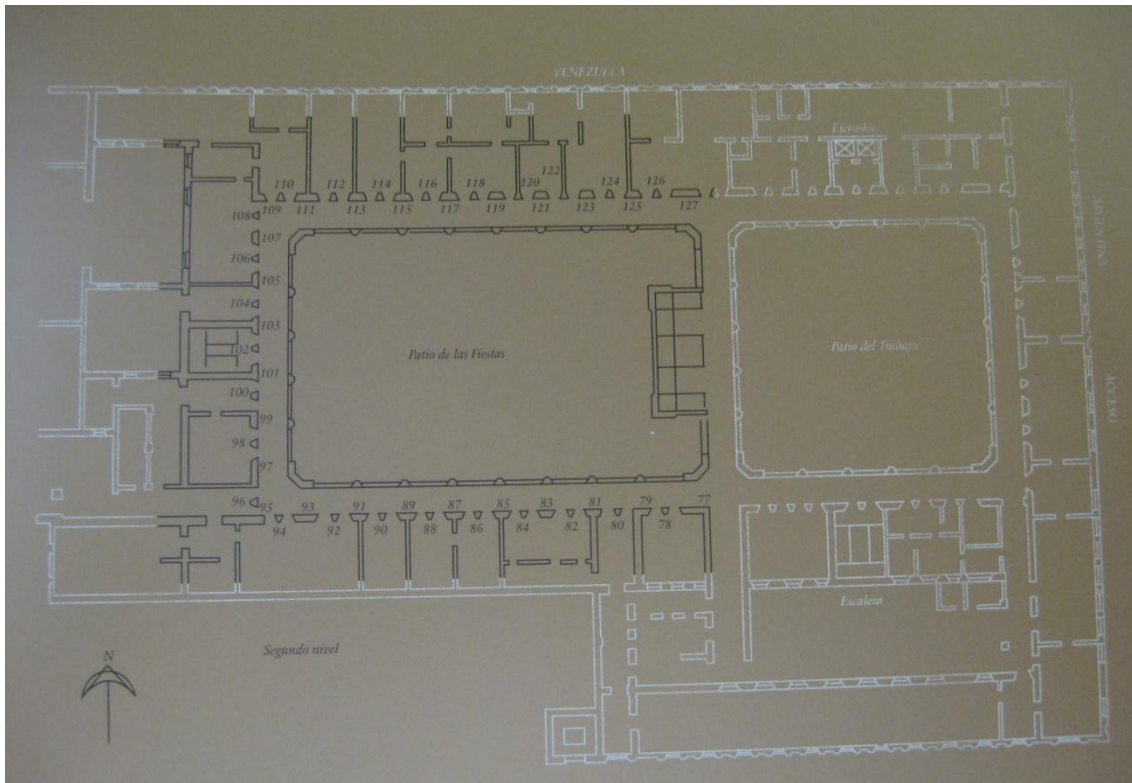 VENEZUELA
Elevador
110 112 114 116 118 120 122 124 126
109 111 113 115 117 119 121 123 125 127
108
107
106
105
104
103
102
101
100
99
98
97
96
95
Patio de las Fiestas
Patio del Trabajo
ARGENTINA
ACCESO
93 91 89 87 85 83 81 79 77
94 92 90 88 86 84 82 80 78
Escalera
Segundo nivel
N